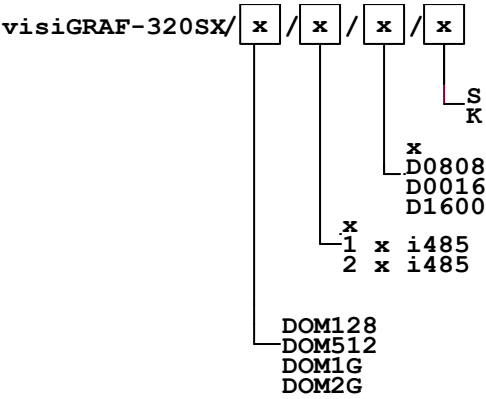 visiGRAF-320SX/ x / x / x / x
S
K
x
D0808
D0016
D1600
x
1 x i485
2 x i485
DOM128
DOM512
DOM1G
DOM2G